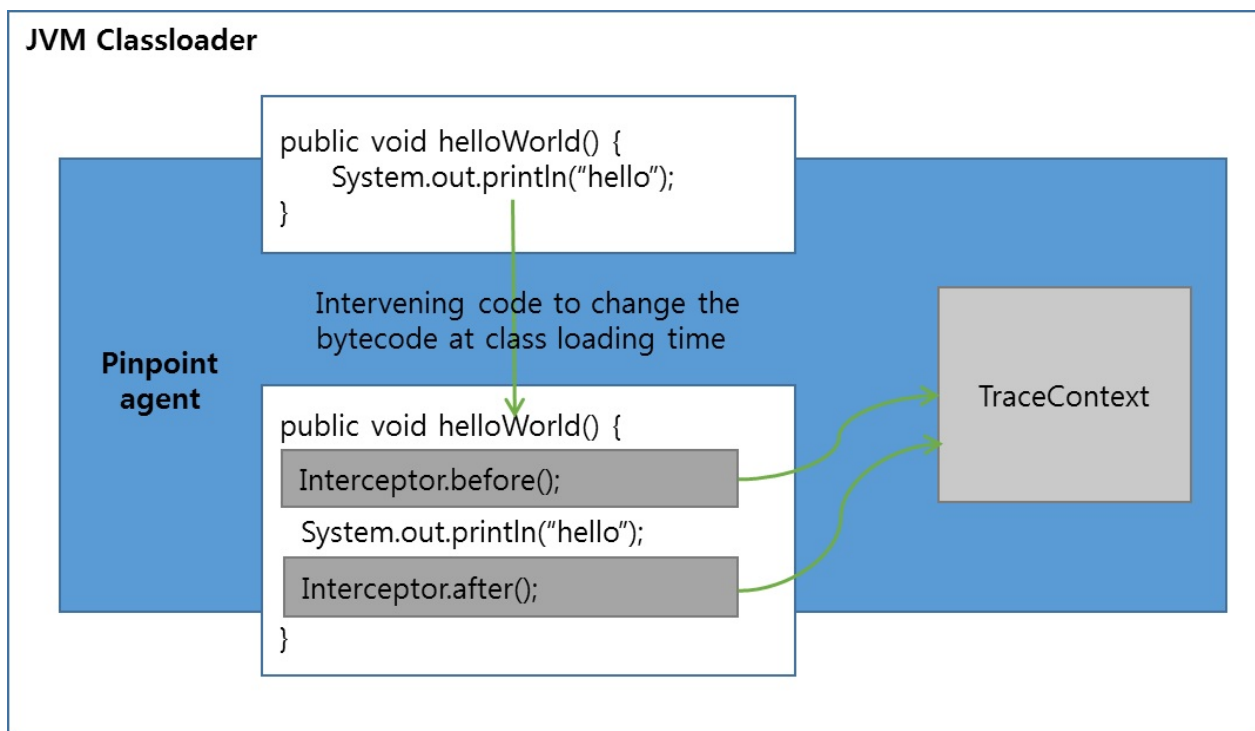 JVM Classloader
public void helloWorld() {
System.out.println(“hello”);
}
Intervening code to change the
bytecode at class loading time
Pinpoint
agent
public void helloWorld() {
Interceptor.before();
System.out.println(“hello”);
Interceptor.after();
}
TraceContext